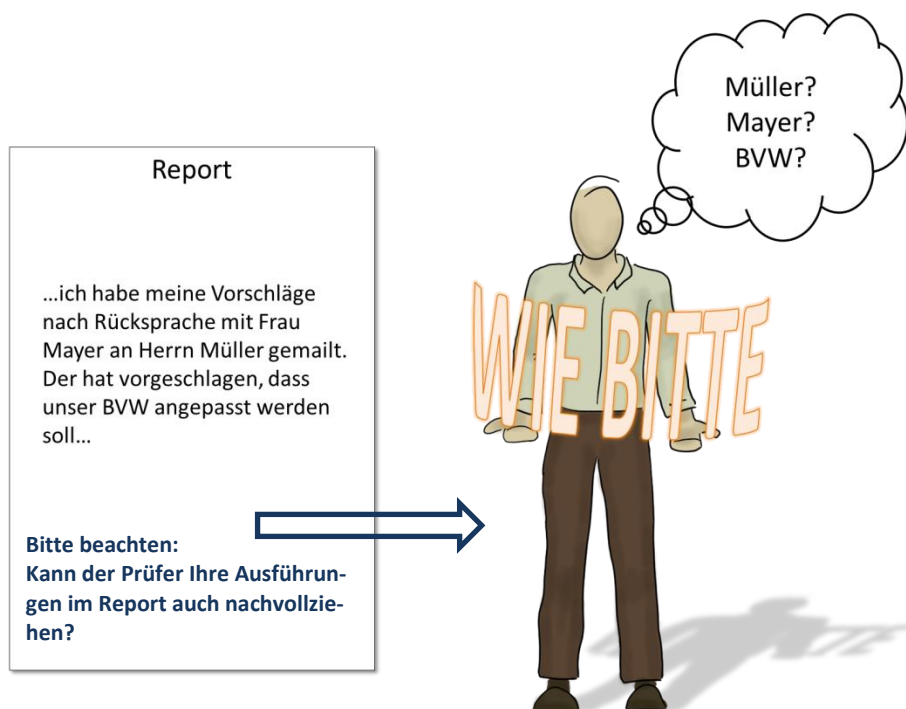 Report
...ich habe meine Vorschläge
nach Rücksprache mit Frau
Mayer an Herrn Müller gemailt.
Der hat vorgeschlagen, dass
unser BVW angepasst werden
soll...
Bitte beachten:
Kann der Prüfer Ihre Ausführun-
gen im Report auch nachvollzie-
hen?
Müller?
Mayer?
BVW?
WIE BITTE